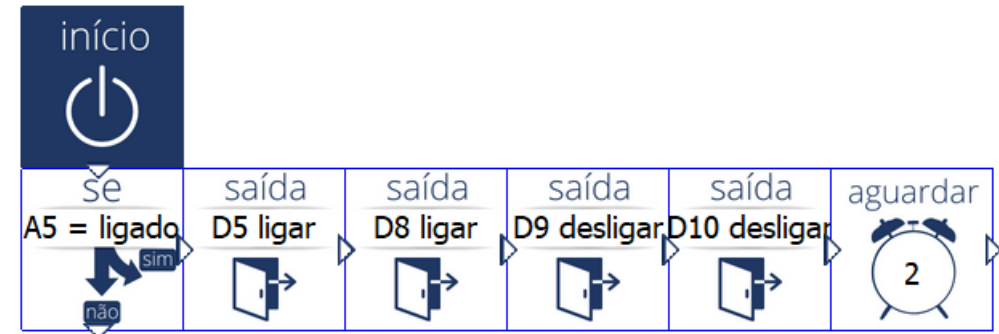 início
se
A5 = ligado
sim
não
saída
D5 ligar
saída
D8 ligar
saída
D9 desligar
saída
D10 desligar
aguardar
2